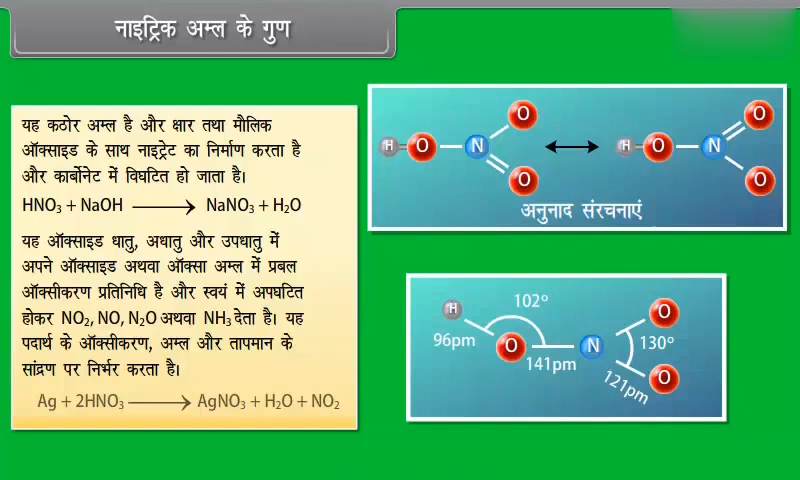 नाइट्रिक अम्ल के गुण
यह कठोर अम्ल है और क्षार तथा मौलिक
ऑक्साइड के साथ नाइट्रेट का निर्माण करता है
और कार्बोनेट में विघटित हो जाता है।
HNO₃ + NaOH ⟶ NaNO₃ + H₂O
यह ऑक्साइड धातु, अधातु और उपधातु में
अपने ऑक्साइड अथवा ऑक्सा अम्ल में प्रबल
ऑक्सीकरण प्रतिनिधि है और स्वयं में अपघटित
होकर NO₂, NO, N₂O अथवा NH₃ देता है। यह
पदार्थ के ऑक्सीकरण, अम्ल और तापमान के
सांद्रण पर निर्भर करता है।
Ag + 2HNO₃ ⟶ AgNO₃ + H₂O + NO₂
O O
H O N H O N
O O
अनुनाद संरचनाएं
H 102° O
96pm O 141pm N 130°
121pm O